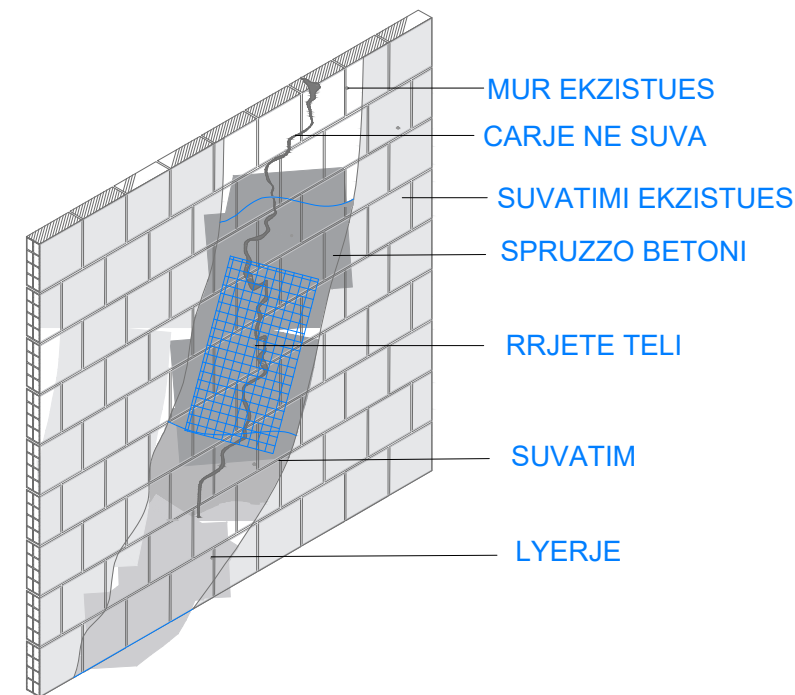 MUR EKZISTUES
CARJE NE SUVA
SUVATIMI EKZISTUES
SPRUZZO BETONI
RRJETE TELI
SUVATIM
LYERJE